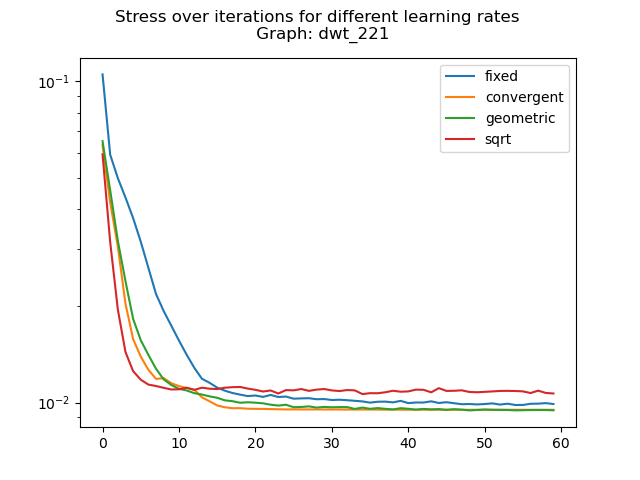 Stress over iterations for different learning rates
Graph: dwt_221
fixed
convergent
geometric
sqrt
10⁻¹
10⁻²
0 10 20 30 40 50 60